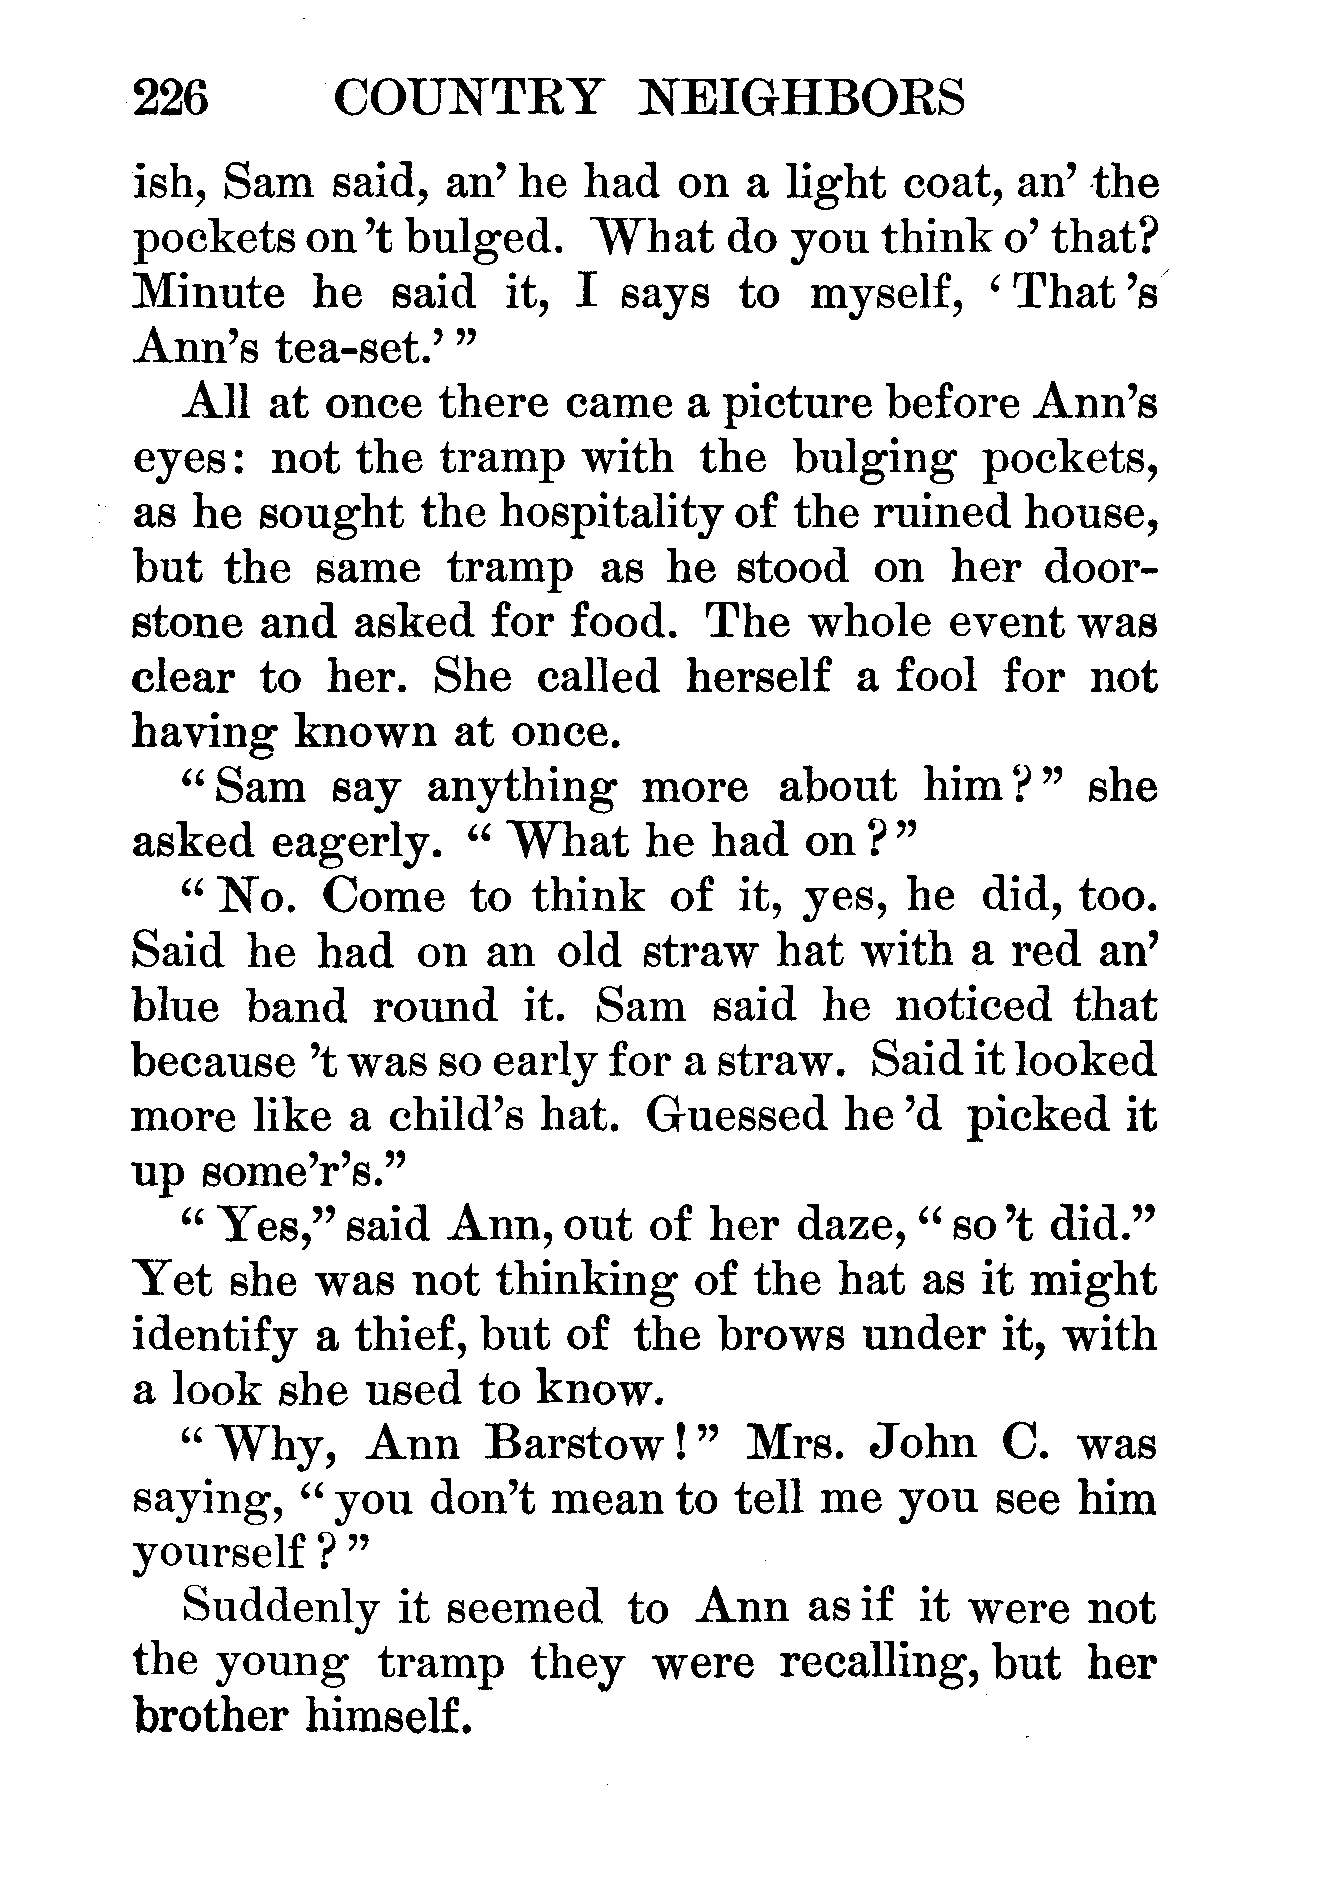 226 COUNTRY NEIGHBORS
ish, Sam said, an' he had on a light coat, an' the
pockets on 't bulged. What do you think o' that?
Minute he said it, I says to myself, ‘ That 's
Ann's tea-set.’ ”
All at once there came a picture before Ann's
eyes: not the tramp with the bulging pockets,
as he sought the hospitality of the ruined house,
but the same tramp as he stood on her door-
stone and asked for food. The whole event was
clear to her. She called herself a fool for not
having known at once.
“ Sam say anything more about him ? ” she
asked eagerly. “ What he had on ? ”
“ No. Come to think of it, yes, he did, too.
Said he had on an old straw hat with a red an'
blue band round it. Sam said he noticed that
because 't was so early for a straw. Said it looked
more like a child's hat. Guessed he 'd picked it
up some'r's.”
“ Yes,” said Ann, out of her daze, “ so 't did.”
Yet she was not thinking of the hat as it might
identify a thief, but of the brows under it, with
a look she used to know.
“ Why, Ann Barstow ! ” Mrs. John C. was
saying, “ you don't mean to tell me you see him
yourself ? ”
Suddenly it seemed to Ann as if it were not
the young tramp they were recalling, but her
brother himself.